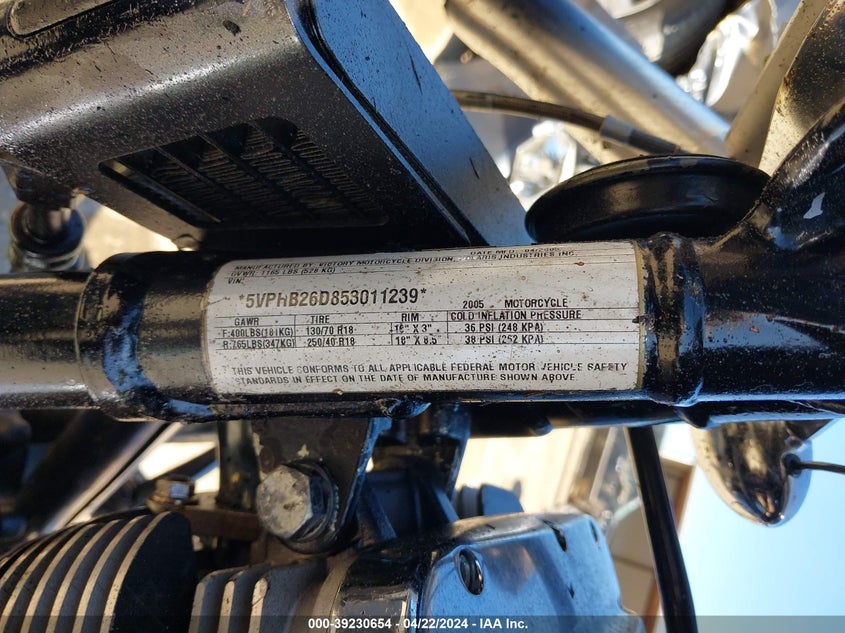 MANUFACTURED BY: VICTORY MOTORCYCLE DIVISION, POLARIS INDUSTRIES INC.
DATE MFD
GVWR: 1165 LBS (528 KG)
VIN:
*5VPHB26D853011239*
2005 MOTORCYCLE
GAWR TIRE RIM COLD INFLATION PRESSURE
F:400LBS(181KG) 130/70 R18 18" X 3" 36 PSI (248 KPA)
R:765LBS(347KG) 250/40 R18 18" X 8.5" 38 PSI (262 KPA)
THIS VEHICLE CONFORMS TO ALL APPLICABLE FEDERAL MOTOR VEHICLE SAFETY
STANDARDS IN EFFECT ON THE DATE OF MANUFACTURE SHOWN ABOVE.
000-39230654 - 04/22/2024 - IAA Inc.